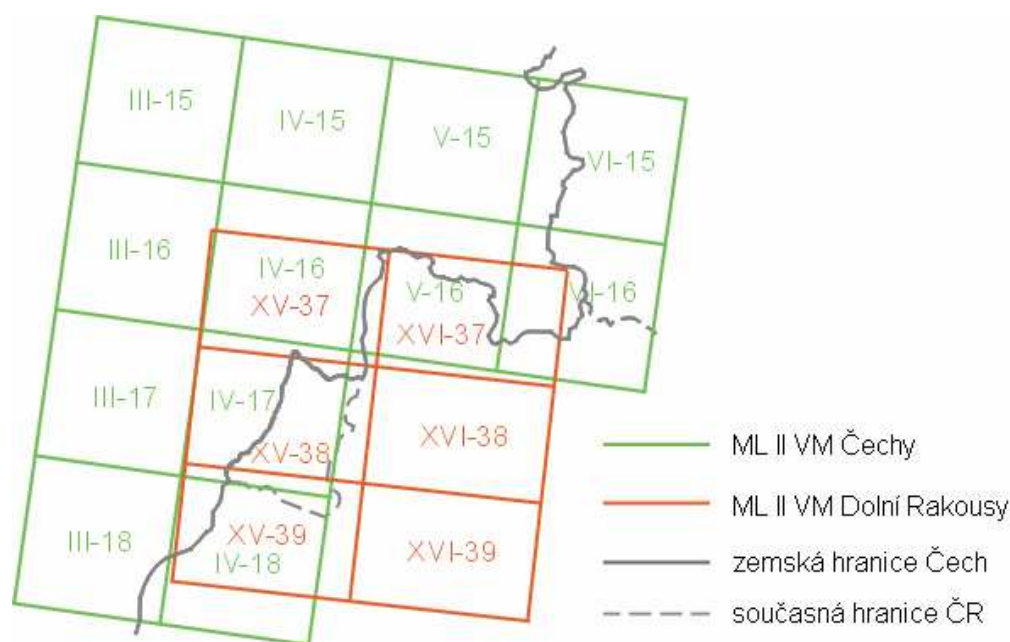 III-15
IV-15
V-15
VI-15
III-16
IV-16
XV-37
V-16
XVI-37
VI-16
III-17
IV-17
XV-38
XVI-38
III-18
XV-39
IV-18
XVI-39
ML II VM Čechy
ML II VM Dolní Rakousy
zemská hranice Čech
současná hranice ČR